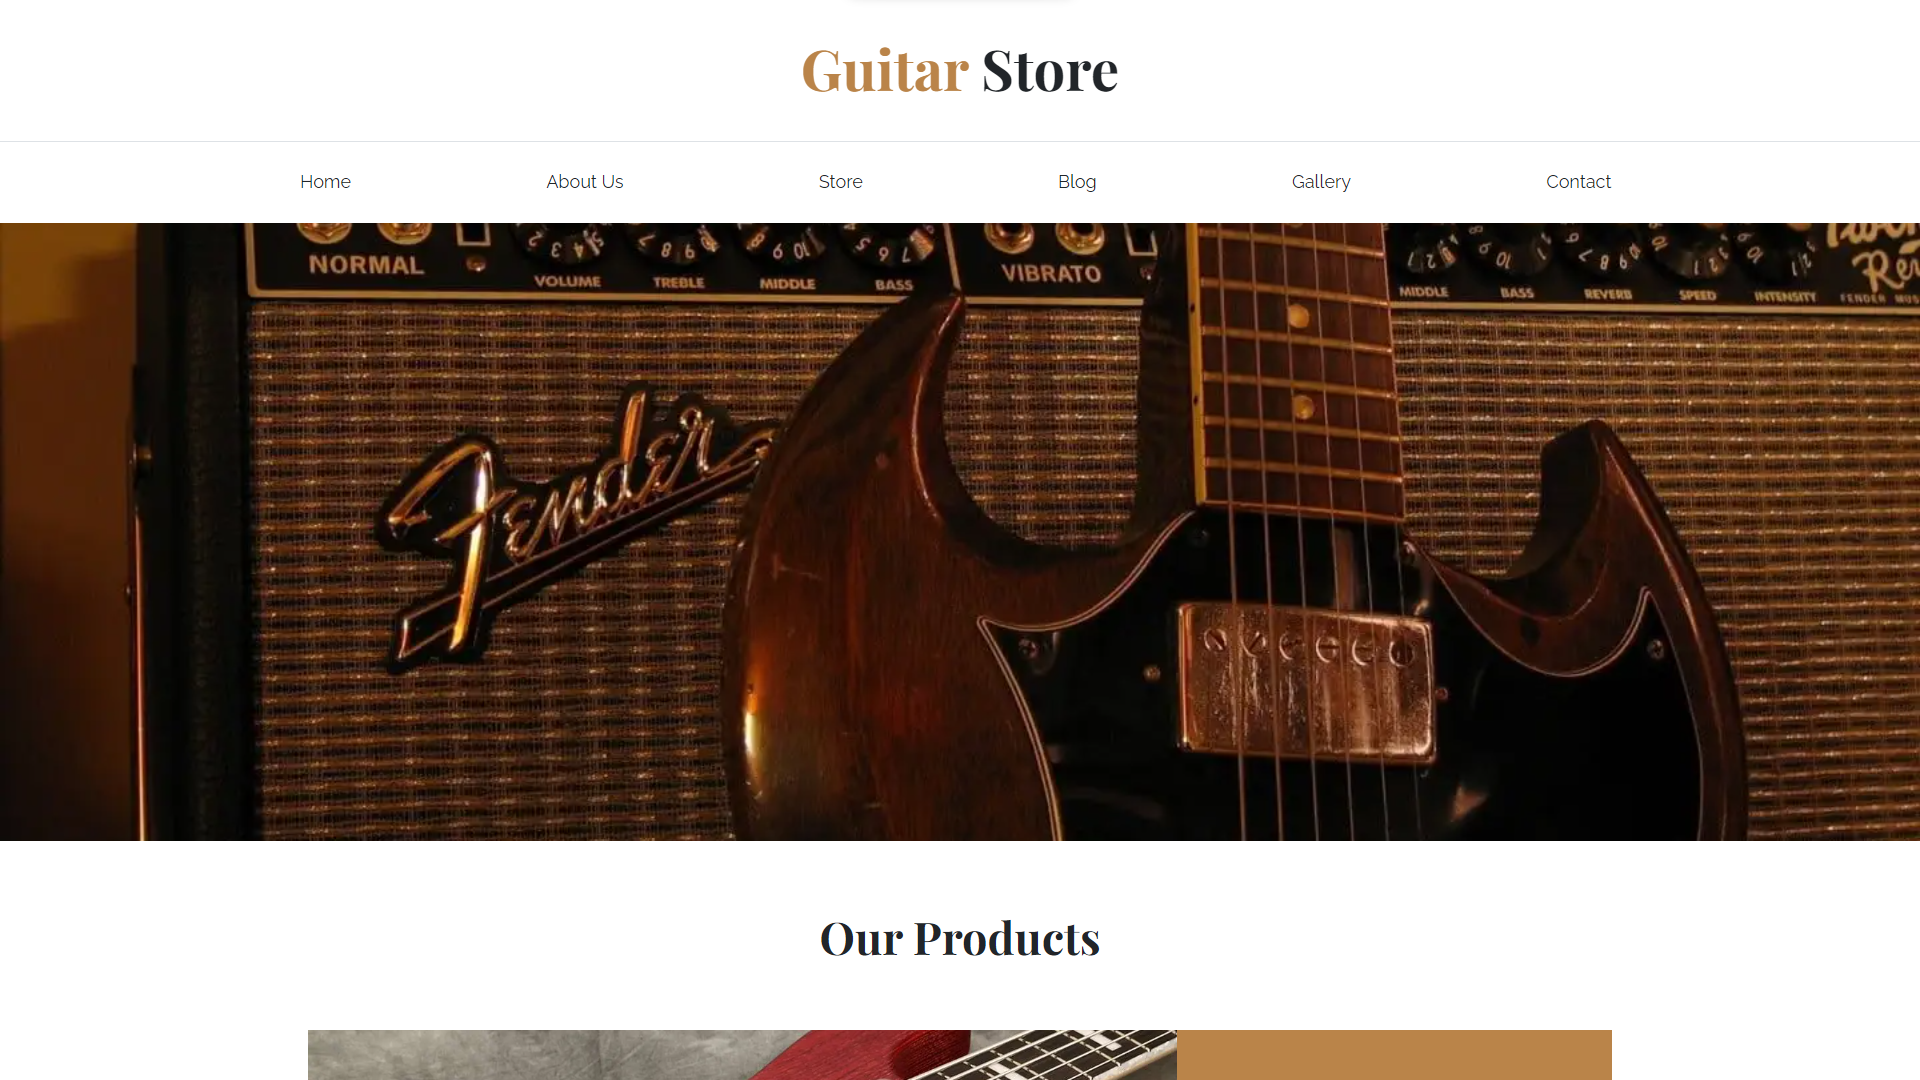 Guitar Store
Home About Us Store Blog Gallery Contact
NORMAL VOLUME TREBLE MIDDLE BASS VIBRATO MIDDLE BASS REVERB SPEED INTENSITY
FENDER
Fender
Our Products